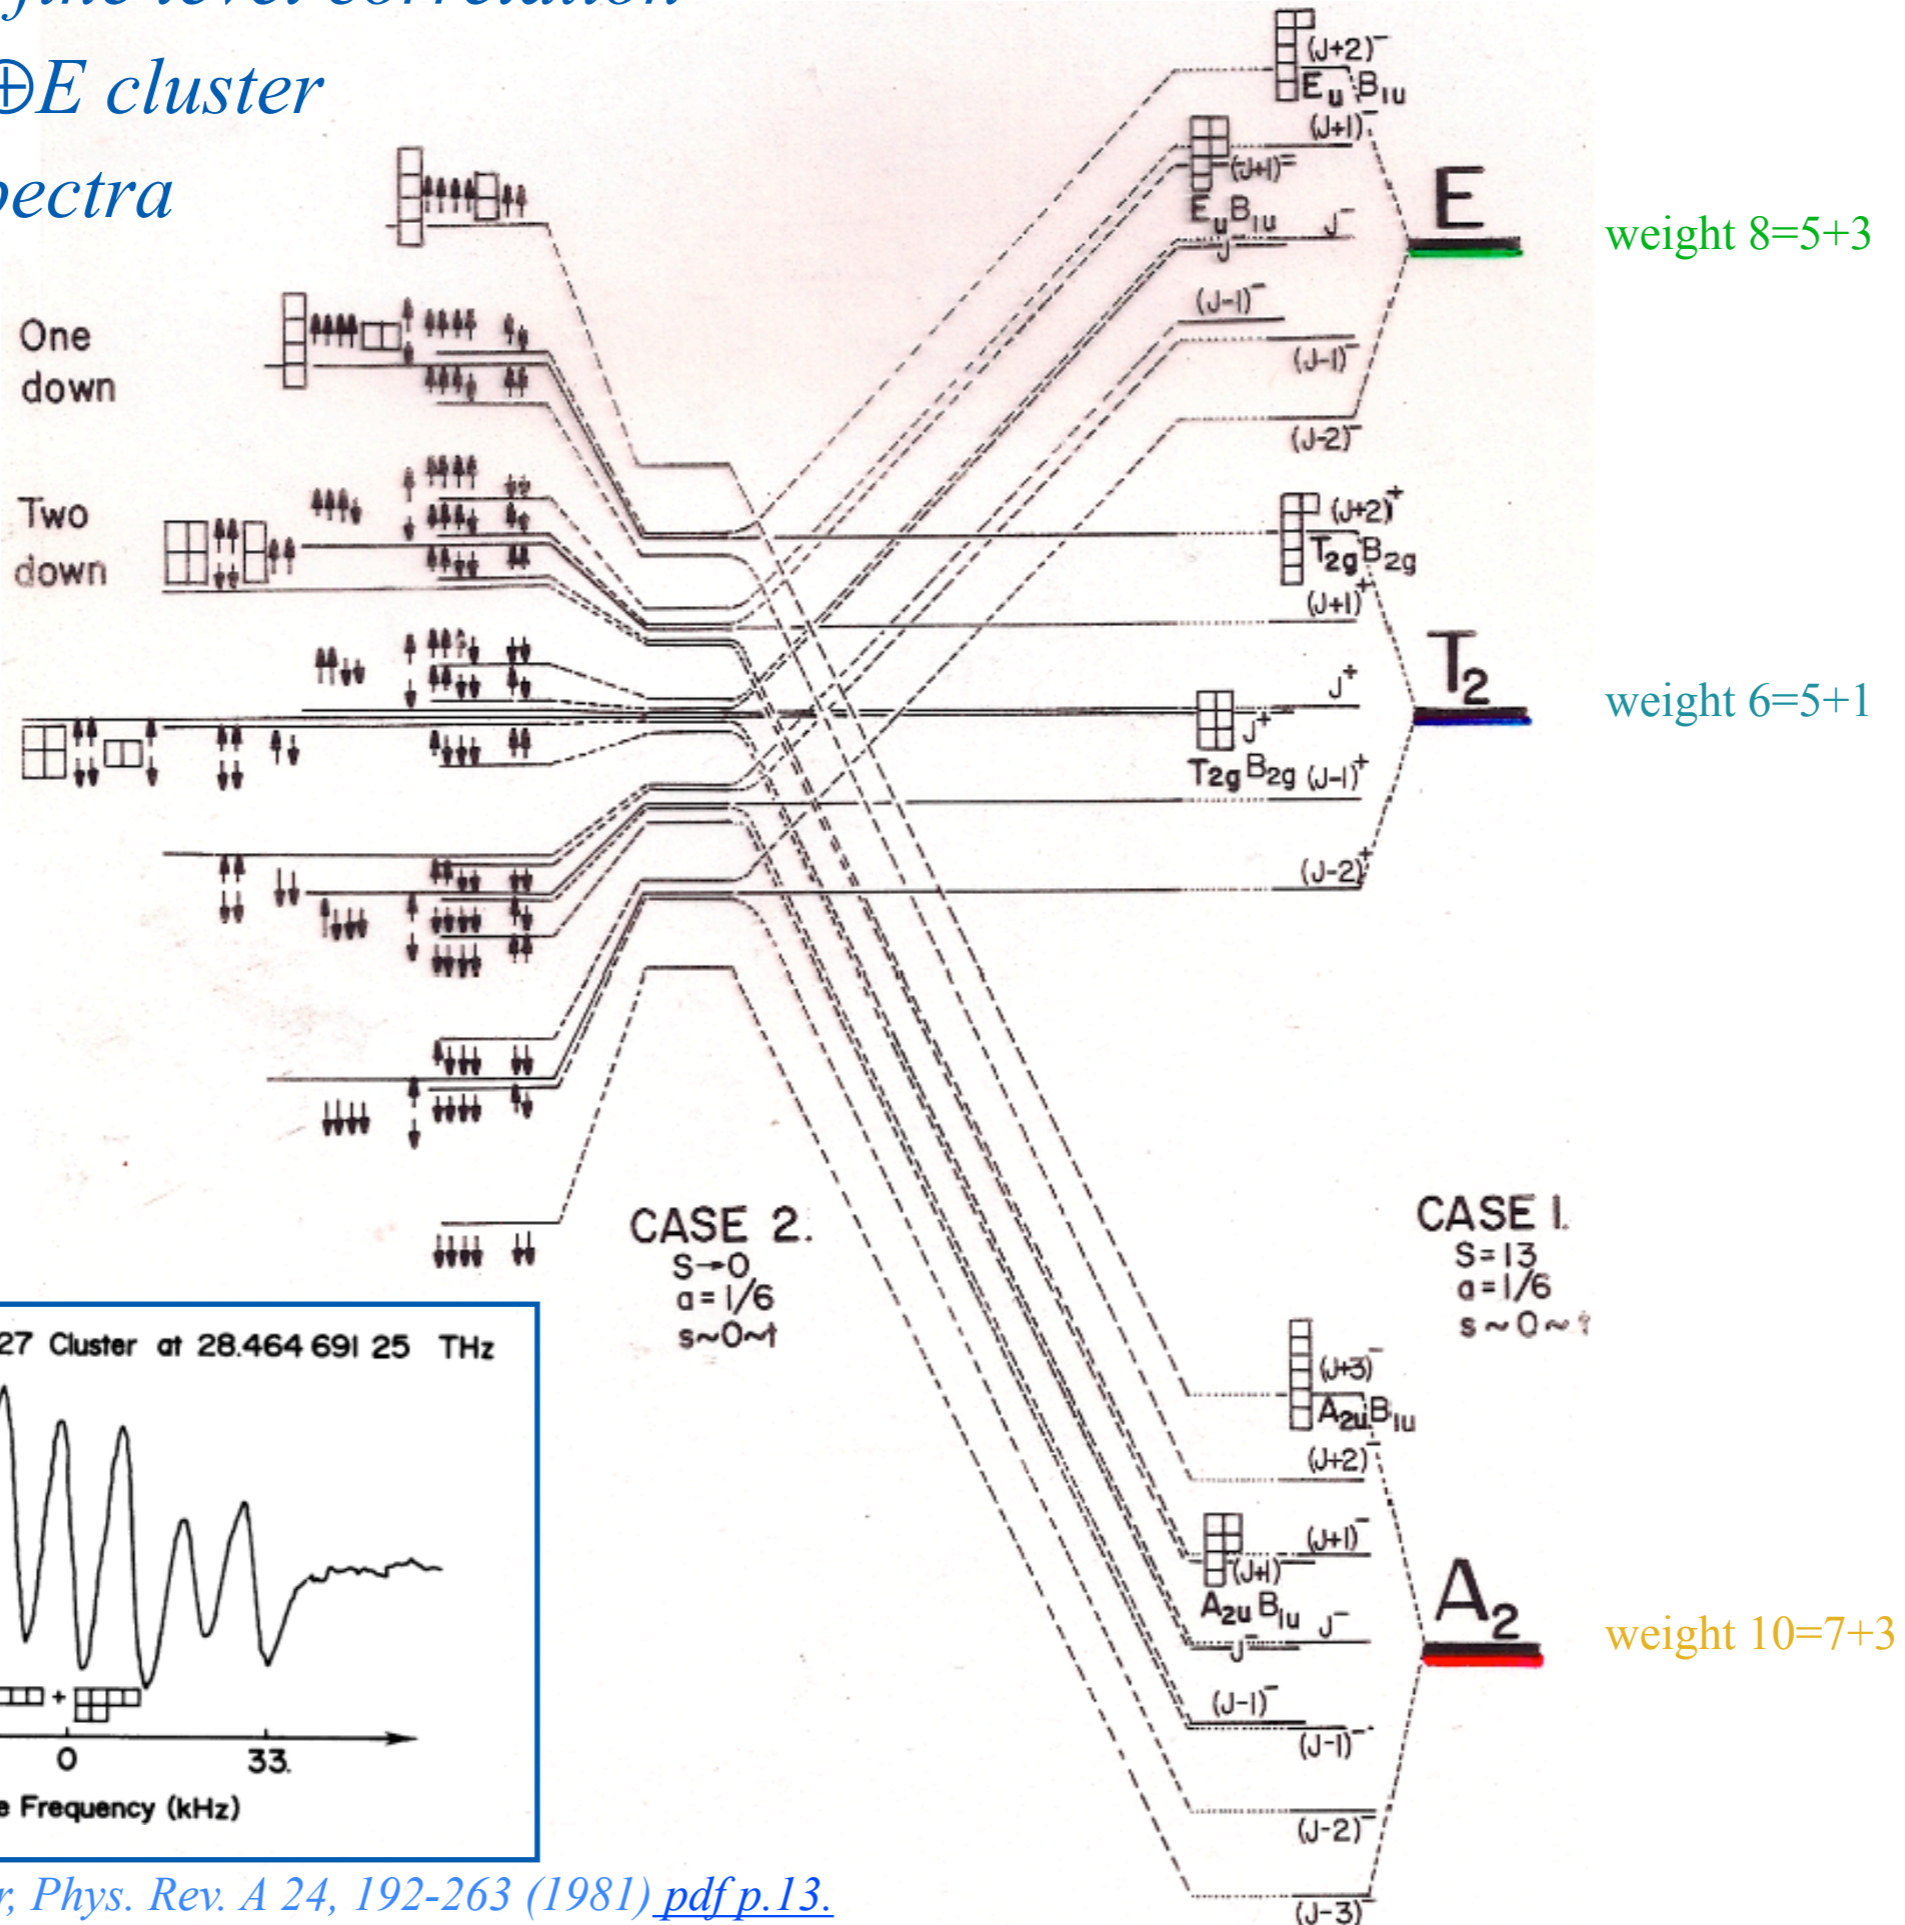 fine level correlation
⊕E cluster
pectra
One
down
Two
down
(J+2)⁻
E_u B_1u
(J+1)⁻
(J+1)⁻
E_u B_1u
J⁻
J⁻
(J-1)⁻
(J-1)⁻
(J-2)⁻
E
weight 8=5+3
(J+2)⁺
T_2g B_2g
(J+1)⁺
J⁺
J⁺
T_2g B_2g (J-1)⁺
(J-2)⁺
T_2
weight 6=5+1
CASE 2.
S→0
a=1/6
CASE 1.
S=13
a=1/6
(J+3)⁻
A_2u B_1u
(J+2)⁻
(J+1)⁻
(J+1)⁻
A_2u B_1u
J⁻
J⁻
(J-1)⁻
(J-1)⁻
(J-2)⁻
(J-3)⁻
A_2
weight 10=7+3
27 Cluster at 28.464 691 25 THz
+
0 33.
e Frequency (kHz)
r, Phys. Rev. A 24, 192-263 (1981) pdf p.13.